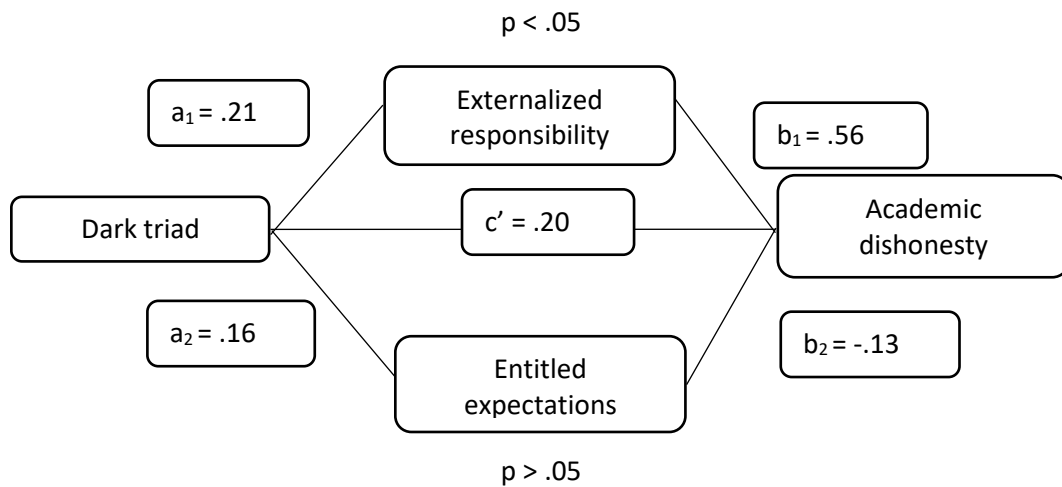 p < .05
a₁ = .21
Externalized
responsibility
b₁ = .56
Dark triad
c’ = .20
Academic
dishonesty
a₂ = .16
Entitled
expectations
b₂ = -.13
p > .05